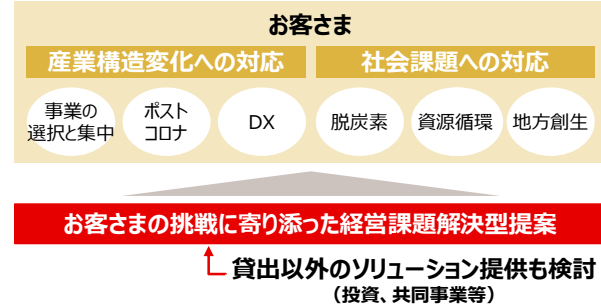 お客さま
産業構造変化への対応
社会課題への対応
事業の
選択と集中
ポスト
コロナ
DX
脱炭素
資源循環
地方創生
お客さまの挑戦に寄り添った経営課題解決型提案
貸出以外のソリューション提供も検討
（投資、共同事業等）